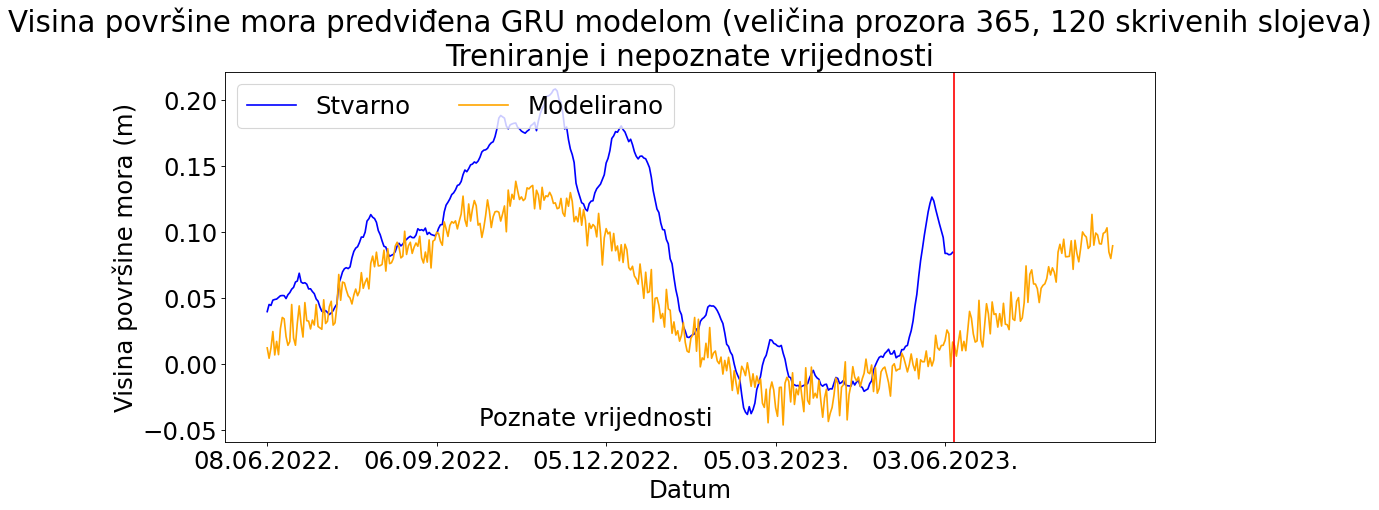 Visina površine mora predviđena GRU modelom (veličina prozora 365, 120 skrivenih slojeva)
Treniranje i nepoznate vrijednosti
Stvarno
Modelirano
Visina površine mora (m)
0.20
0.15
0.10
0.05
0.00
−0.05
Poznate vrijednosti
08.06.2022.
06.09.2022.
05.12.2022.
05.03.2023.
03.06.2023.
Datum